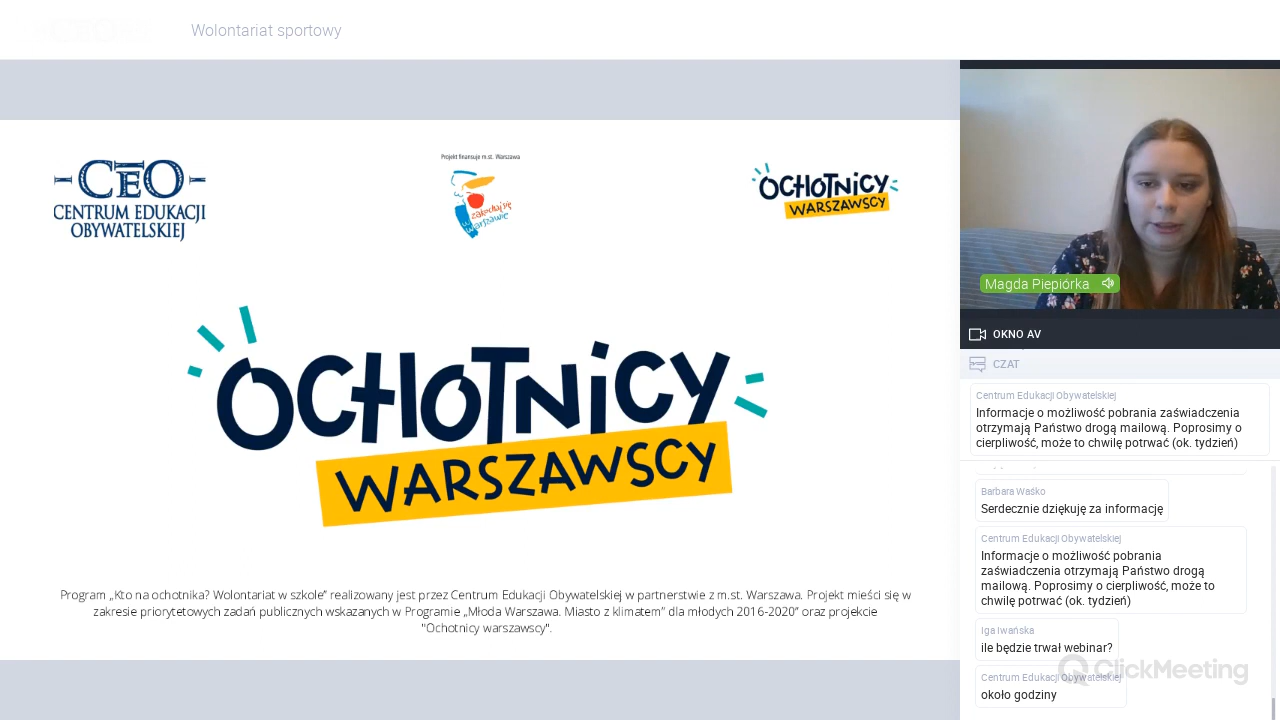 Wolontariat sportowy
CEO
CENTRUM EDUKACJI
OBYWATELSKIEJ
Projekt finansuje m.st. Warszawa
zakochaj się
w warszawie
OCHOTNICY
WARSZAWSCY
OCHOTNICY
WARSZAWSCY
Program „Kto na ochotnika? Wolontariat w szkole” realizowany jest przez Centrum Edukacji Obywatelskiej w partnerstwie z m.st. Warszawa. Projekt mieści się w
zakresie priorytetowych zadań publicznych wskazanych w Programie „Młoda Warszawa. Miasto z klimatem” dla młodych 2016-2020” oraz projekcie
"Ochotnicy warszawscy".
Magda Piepiórka
OKNO AV
CZAT
Centrum Edukacji Obywatelskiej
Informacje o możliwość pobrania zaświadczenia
otrzymają Państwo drogą mailową. Poprosimy o
cierpliwość, może to chwilę potrwać (ok. tydzień)
Barbara Waśko
Serdecznie dziękuję za informację
Centrum Edukacji Obywatelskiej
Informacje o możliwość pobrania
zaświadczenia otrzymają Państwo drogą
mailową. Poprosimy o cierpliwość, może to
chwilę potrwać (ok. tydzień)
Iga Iwańska
ile będzie trwał webinar?
ClickMeeting
Centrum Edukacji Obywatelskiej
około godziny